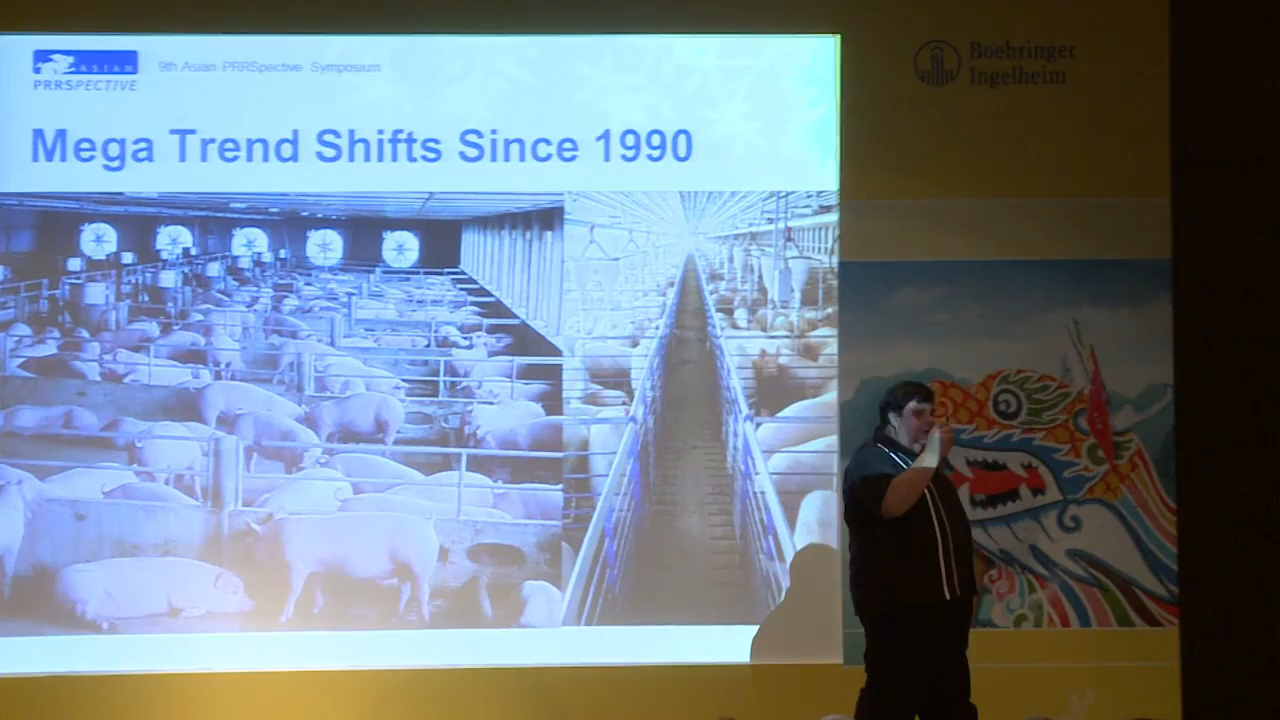 ASIAN
PRRSPECTIVE
9th Asian PRRSpective Symposium
Mega Trend Shifts Since 1990
Boehringer
Ingelheim